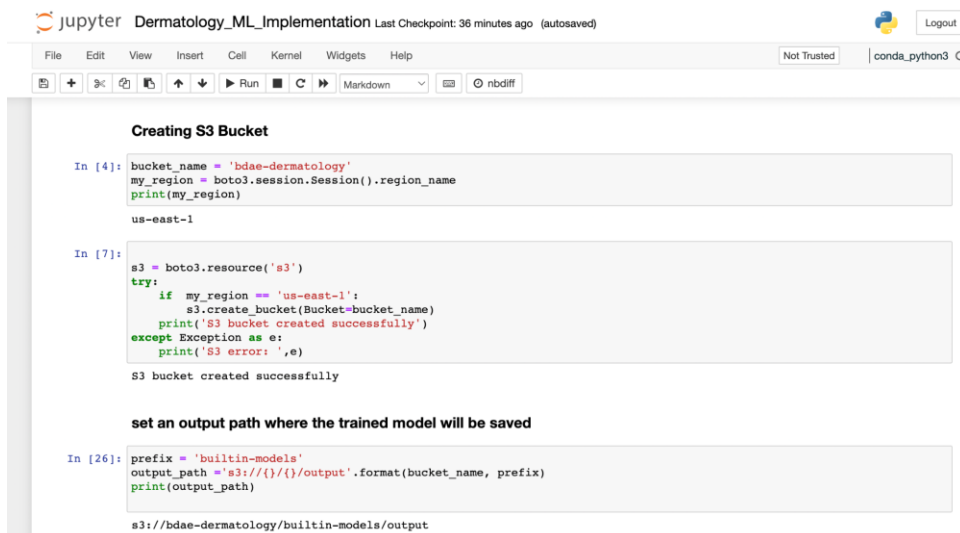 jupyter Dermatology_ML_Implementation Last Checkpoint: 36 minutes ago (autosaved) Logout
File Edit View Insert Cell Kernel Widgets Help Not Trusted conda_python3
Run Markdown nbdiff
Creating S3 Bucket
In [4]: bucket_name = 'bdae-dermatology'
my_region = boto3.session.Session().region_name
print(my_region)
us-east-1
In [7]:
s3 = boto3.resource('s3')
try:
    if  my_region == 'us-east-1':
        s3.create_bucket(Bucket=bucket_name)
    print('S3 bucket created successfully')
except Exception as e:
    print('S3 error: ',e)
S3 bucket created successfully
set an output path where the trained model will be saved
In [26]: prefix = 'builtin-models'
output_path ='s3://{}/{}/output'.format(bucket_name, prefix)
print(output_path)
s3://bdae-dermatology/builtin-models/output